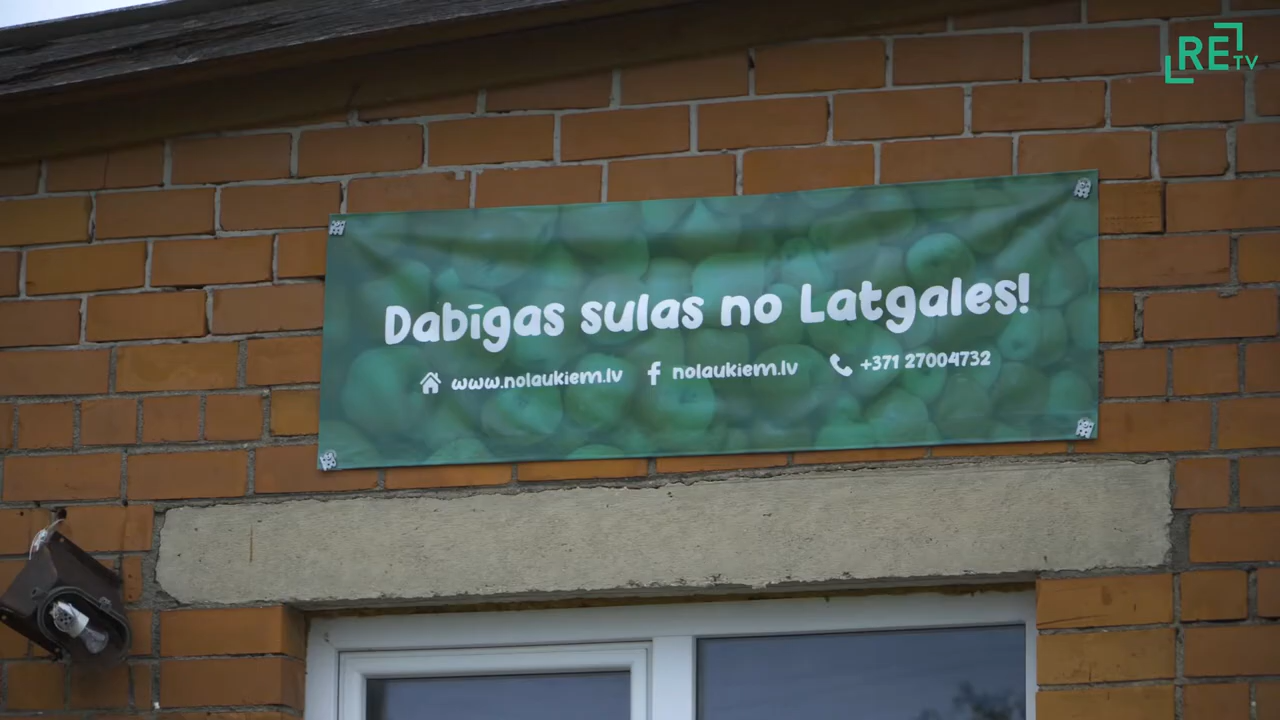 RE TV
Dabīgas sulas no Latgales!
www.nolaukiem.lv nolaukiem.lv +371 27004732